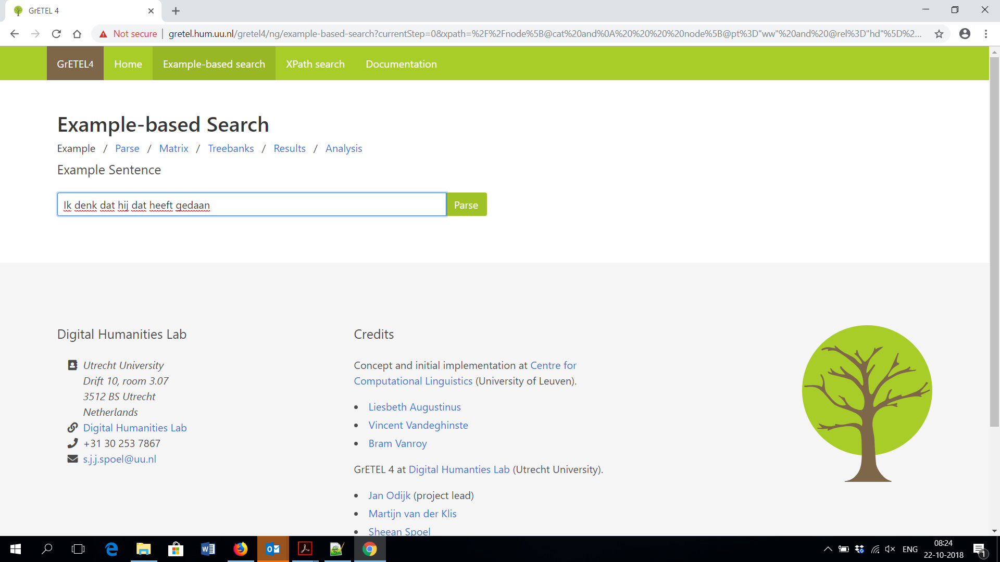 GrETEL 4
Not secure | gretel.hum.uu.nl/gretel4/ng/example-based-search?currentStep=0&xpath=%2F%2Fnode%5B@cat%20and%0A%20%20%20%20node%5B@pt%3D"ww"%20and%20@rel%3D"hd"%5D%2...
GrETEL4 Home Example-based search XPath search Documentation
Example-based Search
Example / Parse / Matrix / Treebanks / Results / Analysis
Example Sentence
Ik denk dat hij dat heeft gedaan Parse
Digital Humanities Lab
Utrecht University
Drift 10, room 3.07
3512 BS Utrecht
Netherlands
Digital Humanities Lab
+31 30 253 7867
s.j.j.spoel@uu.nl
Credits
Concept and initial implementation at Centre for
Computational Linguistics (University of Leuven).
Liesbeth Augustinus
Vincent Vandeghinste
Bram Vanroy
GrETEL 4 at Digital Humanties Lab (Utrecht University).
Jan Odijk (project lead)
Martijn van der Klis
Sheean Spoel
ENG
08:24
22-10-2018
1